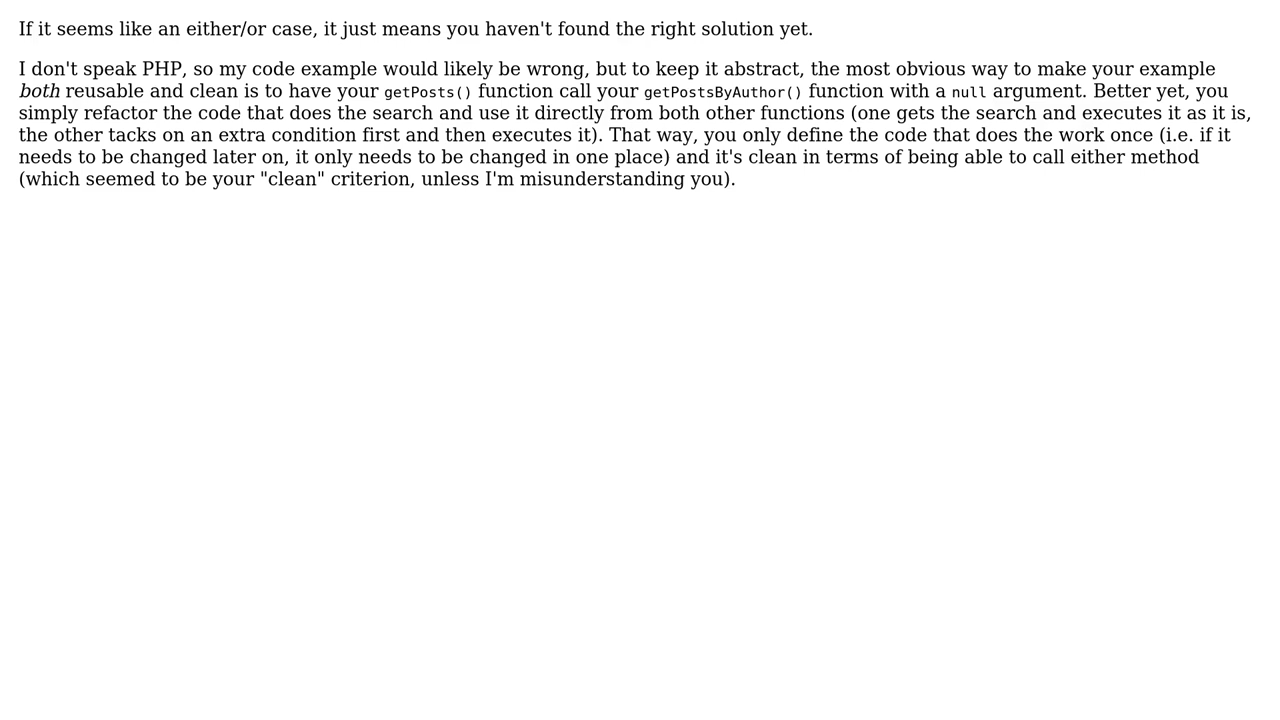 If it seems like an either/or case, it just means you haven't found the right solution yet.
I don't speak PHP, so my code example would likely be wrong, but to keep it abstract, the most obvious way to make your example
both reusable and clean is to have your getPosts() function call your getPostsByAuthor() function with a null argument. Better yet, you
simply refactor the code that does the search and use it directly from both other functions (one gets the search and executes it as it is,
the other tacks on an extra condition first and then executes it). That way, you only define the code that does the work once (i.e. if it
needs to be changed later on, it only needs to be changed in one place) and it's clean in terms of being able to call either method
(which seemed to be your "clean" criterion, unless I'm misunderstanding you).